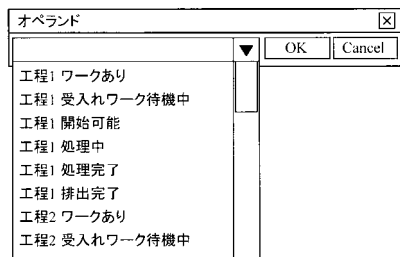 オペランド
OK Cancel
工程1 ワークあり
工程1 受入れワーク待機中
工程1 開始可能
工程1 処理中
工程1 処理完了
工程1 排出完了
工程2 ワークあり
工程2 受入れワーク待機中